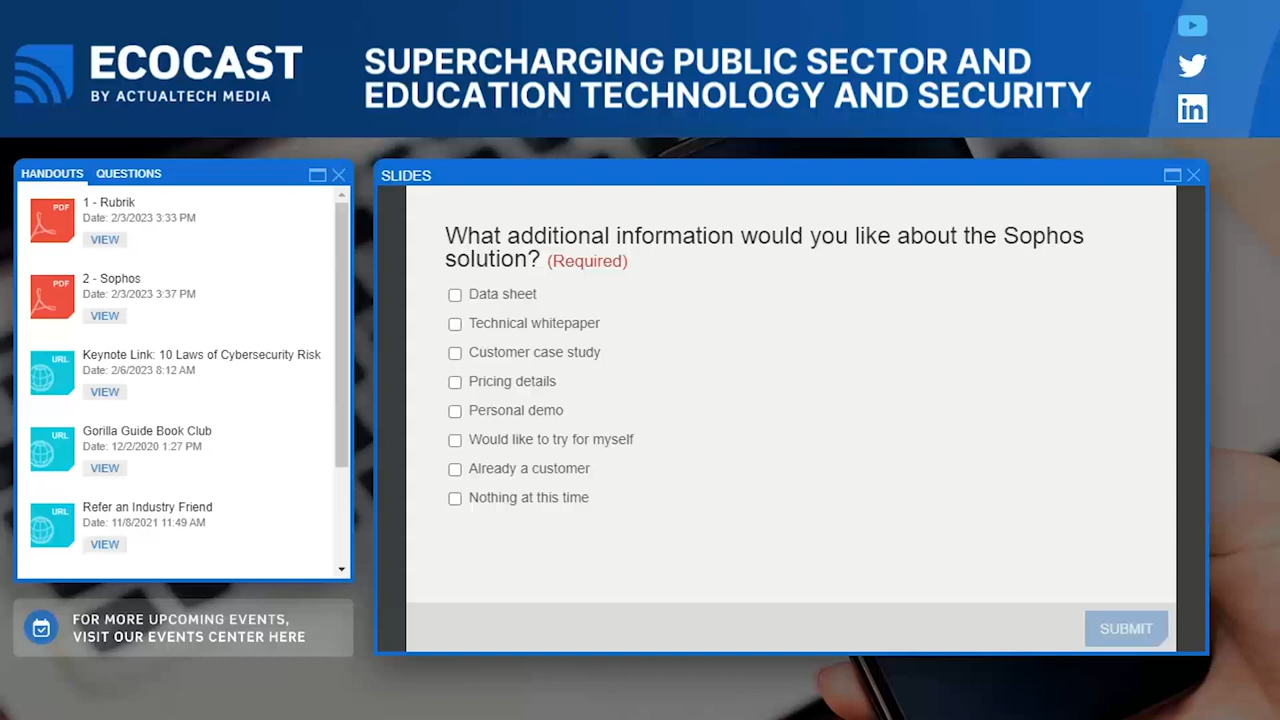 ECOCAST
BY ACTUALTECH MEDIA
SUPERCHARGING PUBLIC SECTOR AND
EDUCATION TECHNOLOGY AND SECURITY
in
HANDOUTS QUESTIONS
PDF
1 - Rubrik
Date: 2/3/2023 3:33 PM
VIEW
PDF
2 - Sophos
Date: 2/3/2023 3:37 PM
VIEW
URL
Keynote Link: 10 Laws of Cybersecurity Risk
Date: 2/6/2023 8:12 AM
VIEW
URL
Gorilla Guide Book Club
Date: 12/2/2020 1:27 PM
VIEW
URL
Refer an Industry Friend
Date: 11/8/2021 11:49 AM
VIEW
FOR MORE UPCOMING EVENTS,
VISIT OUR EVENTS CENTER HERE
SLIDES
What additional information would you like about the Sophos
solution? (Required)
Data sheet
Technical whitepaper
Customer case study
Pricing details
Personal demo
Would like to try for myself
Already a customer
Nothing at this time
SUBMIT